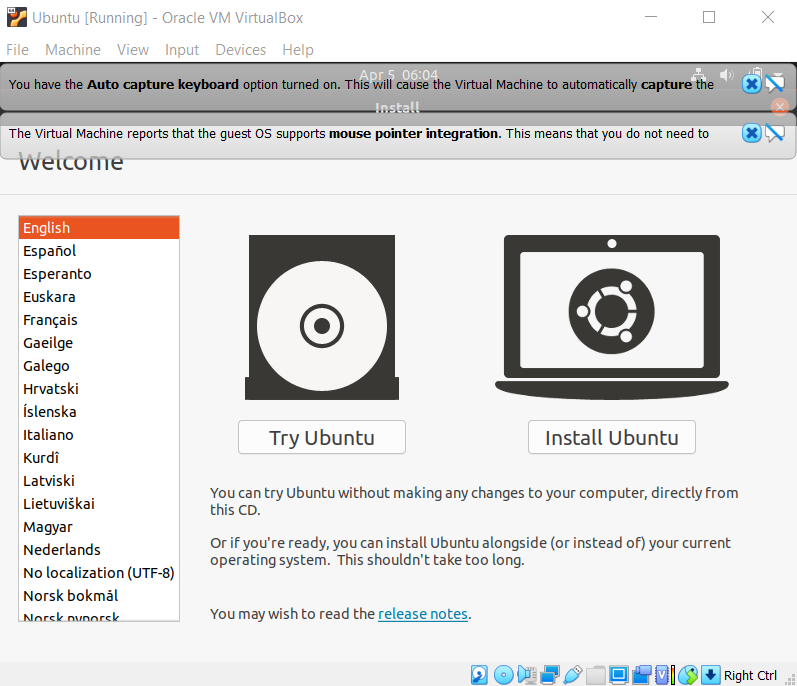 Ubuntu [Running] - Oracle VM VirtualBox
File Machine View Input Devices Help
Apr 5 06:04
You have the Auto capture keyboard option turned on. This will cause the Virtual Machine to automatically capture the
Install
The Virtual Machine reports that the guest OS supports mouse pointer integration. This means that you do not need to
Welcome
English
Español
Esperanto
Euskara
Français
Gaeilge
Galego
Hrvatski
Íslenska
Italiano
Kurdî
Latviski
Lietuviškai
Magyar
Nederlands
No localization (UTF-8)
Norsk bokmål
Norsk nynorsk
Try Ubuntu
Install Ubuntu
You can try Ubuntu without making any changes to your computer, directly from
this CD.
Or if you're ready, you can install Ubuntu alongside (or instead of) your current
operating system. This shouldn't take too long.
You may wish to read the release notes.
Right Ctrl